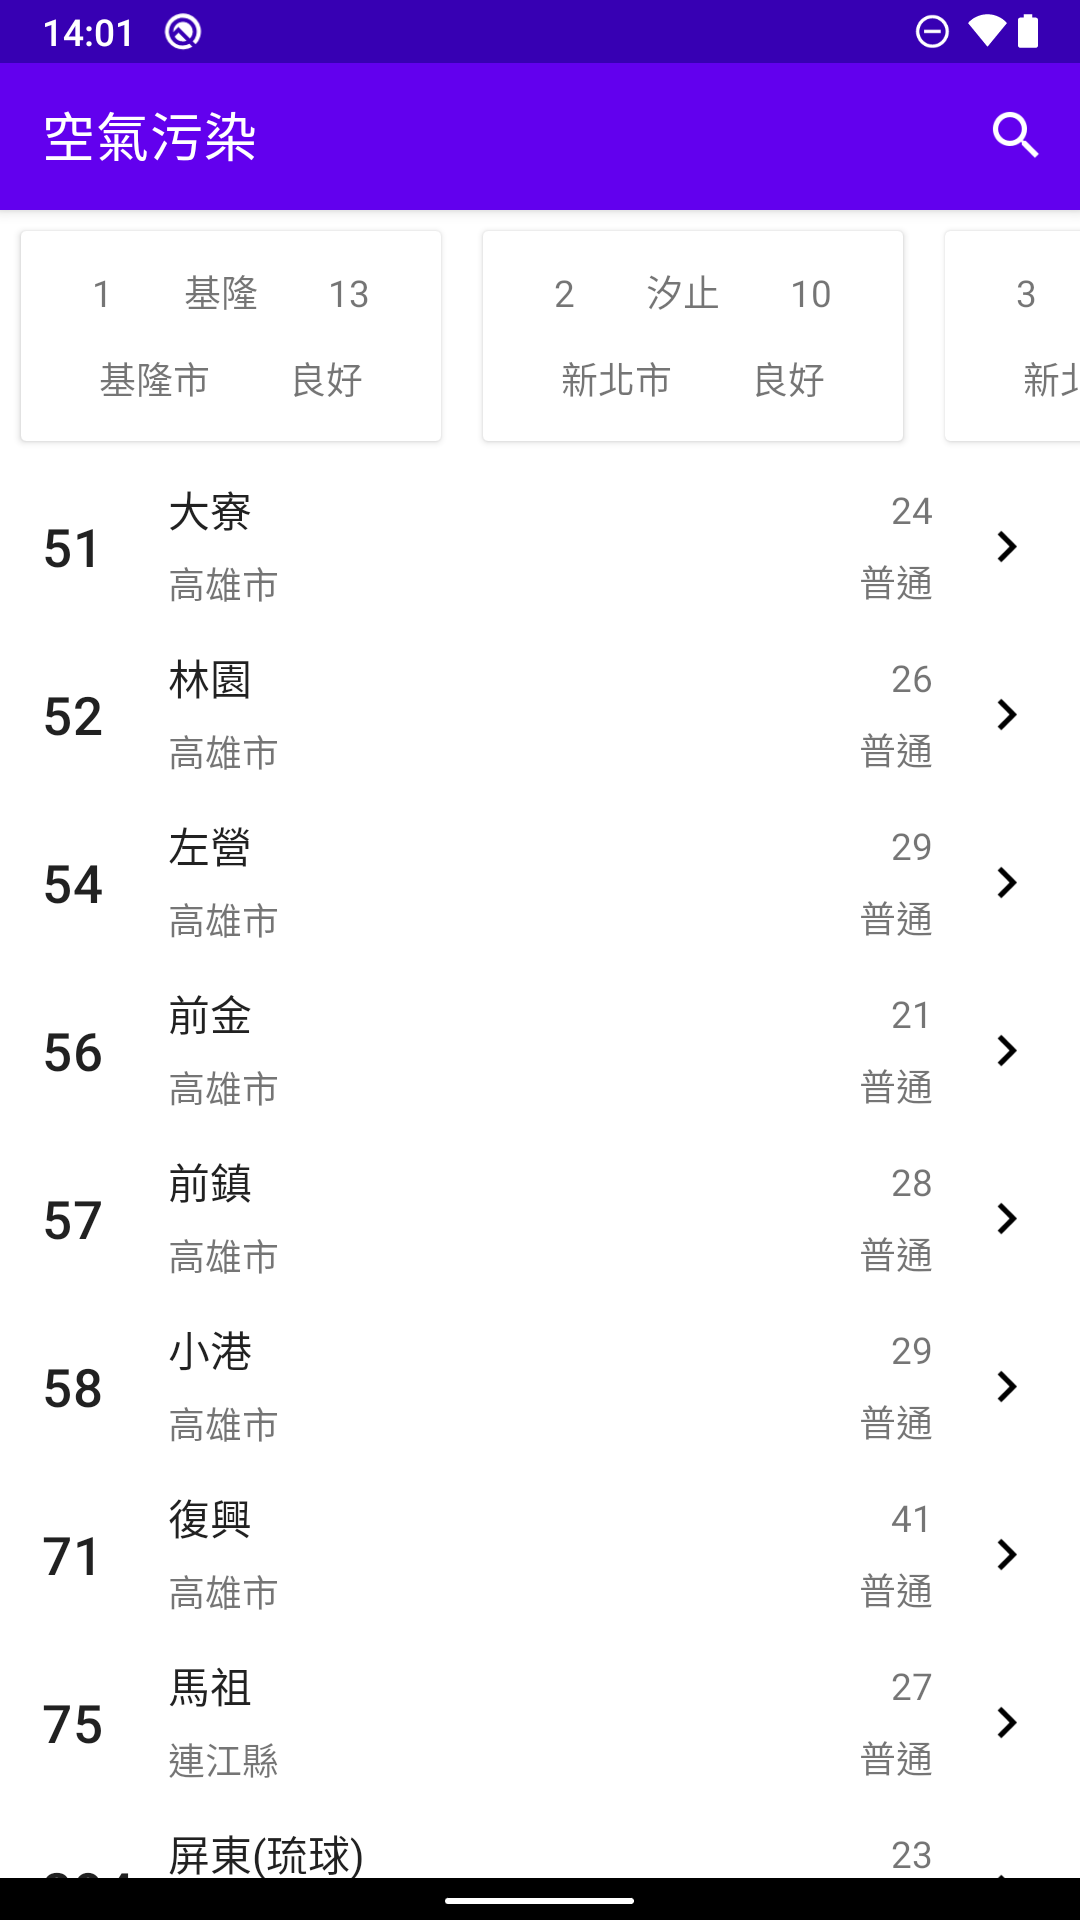 14:01
空氣污染
1 基隆 13
基隆市 良好
2 汐止 10
新北市 良好
3
新北
51 大寮 24
高雄市 普通
52 林園 26
高雄市 普通
54 左營 29
高雄市 普通
56 前金 21
高雄市 普通
57 前鎮 28
高雄市 普通
58 小港 29
高雄市 普通
71 復興 41
高雄市 普通
75 馬祖 27
連江縣 普通
屏東(琉球) 23